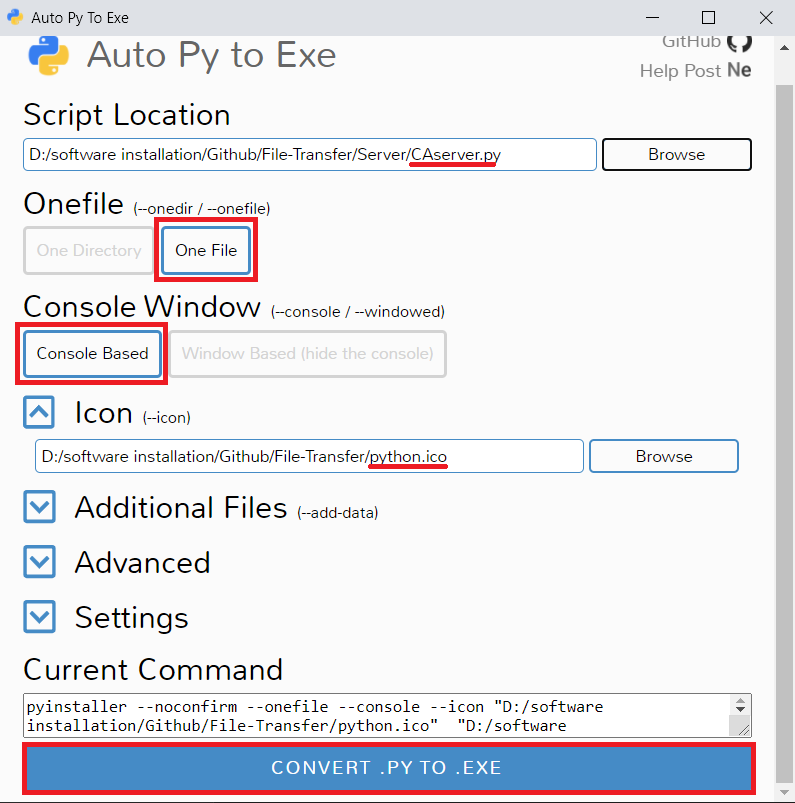 Auto Py To Exe
Auto Py to Exe
GitHub
Help Post Ne
Script Location
D:/software installation/Github/File-Transfer/Server/CAserver.py Browse
Onefile (--onedir / --onefile)
One Directory One File
Console Window (--console / --windowed)
Console Based Window Based (hide the console)
Icon (--icon)
D:/software installation/Github/File-Transfer/python.ico Browse
Additional Files (--add-data)
Advanced
Settings
Current Command
pyinstaller --noconfirm --onefile --console --icon "D:/software
installation/Github/File-Transfer/python.ico"  "D:/software
CONVERT .PY TO .EXE